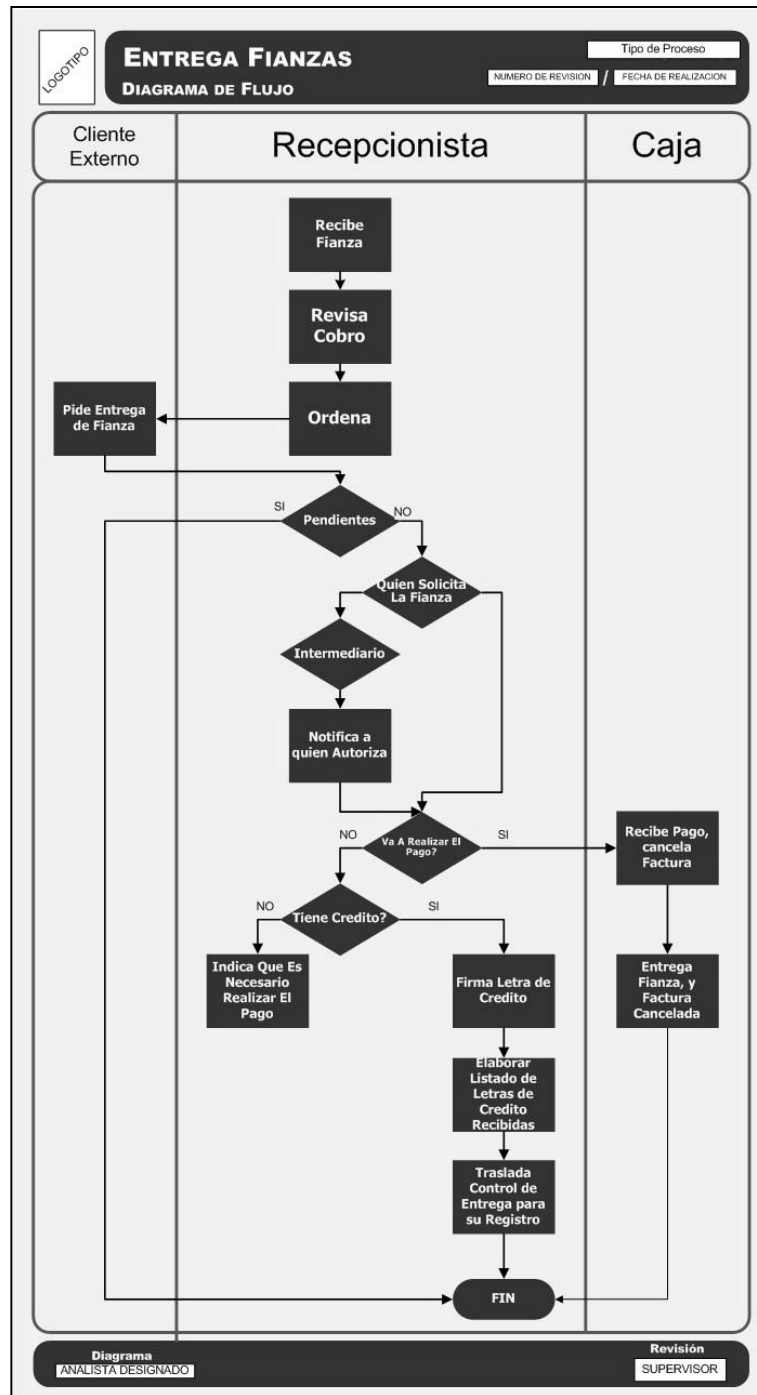 LOGOTIPO
ENTREGA FIANZAS
DIAGRAMA DE FLUJO
Tipo de Proceso
NUMERO DE REVISION / FECHA DE REALIZACION
Cliente
Externo
Recepcionista
Caja
Recibe
Fianza
Revisa
Cobro
Ordena
Pide Entrega
de Fianza
SI
Pendientes
NO
Quien Solicita
La Fianza
Intermediario
Notifica a
quien Autoriza
NO
Va A Realizar El
Pago?
SI
Recibe Pago,
cancela
Factura
NO
Tiene Credito?
SI
Indica Que Es
Necesario
Realizar El
Pago
Firma Letra de
Credito
Entrega
Fianza, y
Factura
Cancelada
Elaborar
Listado de
Letras de
Credito
Recibidas
Traslada
Control de
Entrega para
su Registro
FIN
Diagrama
ANALISTA DESIGNADO
Revisión
SUPERVISOR